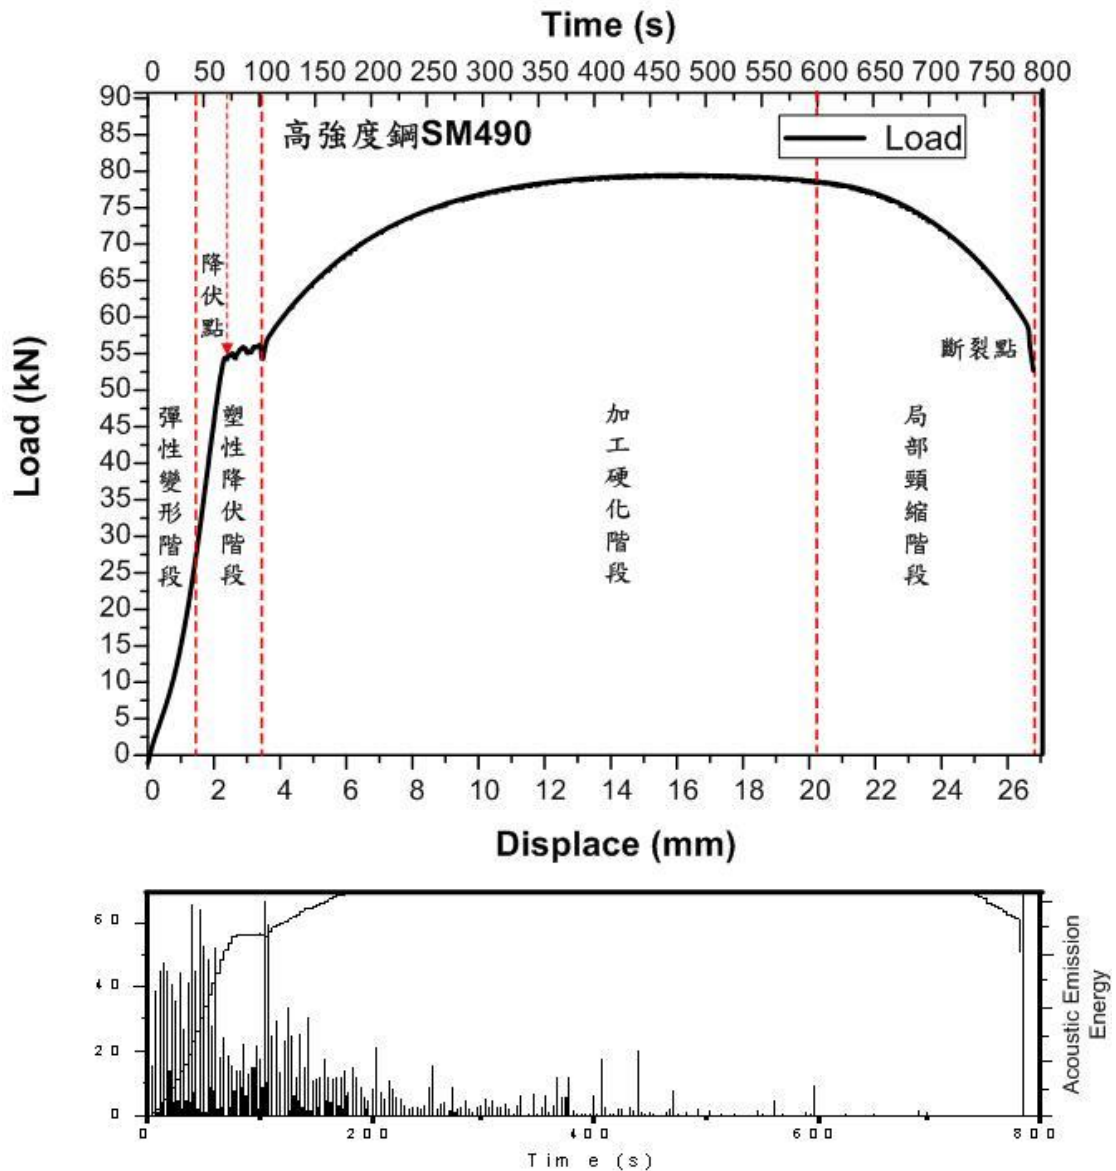 Time (s)
0 50 100 150 200 250 300 350 400 450 500 550 600 650 700 750 800
高強度鋼SM490
Load
90
85
80
75
70
65
60
55
50
45
40
35
30
25
20
15
10
5
0
Load (kN)
降伏點
彈性變形階段
塑性降伏階段
加工硬化階段
局部頸縮階段
斷裂點
0 2 4 6 8 10 12 14 16 18 20 22 24 26
Displace (mm)
60
40
20
0
Acoustic Emission
Energy
0 200 400 600 800
Time (s)